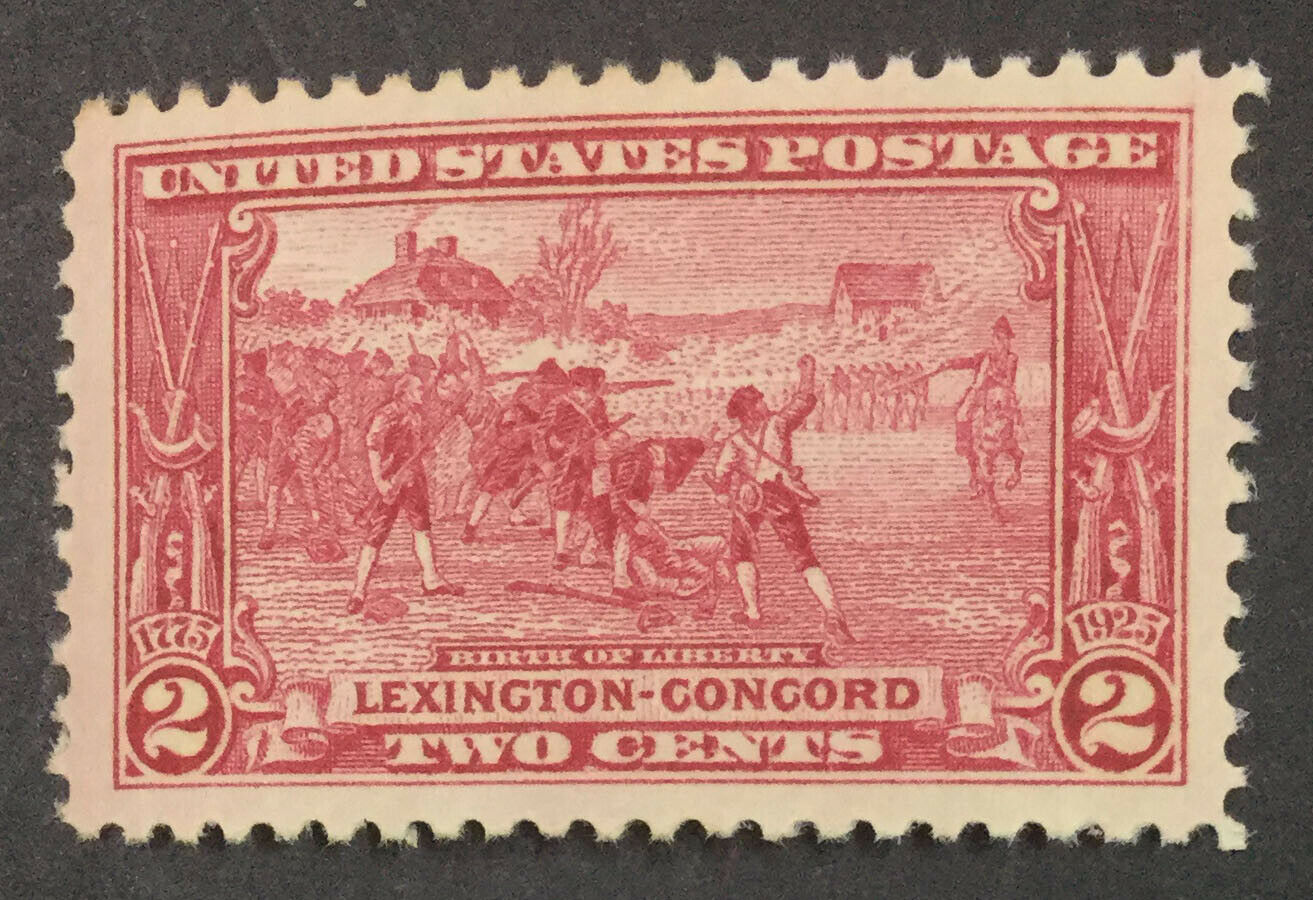 UNITED STATES POSTAGE
1775
1925
BIRTH OF LIBERTY
LEXINGTON-CONCORD
2
2
TWO CENTS